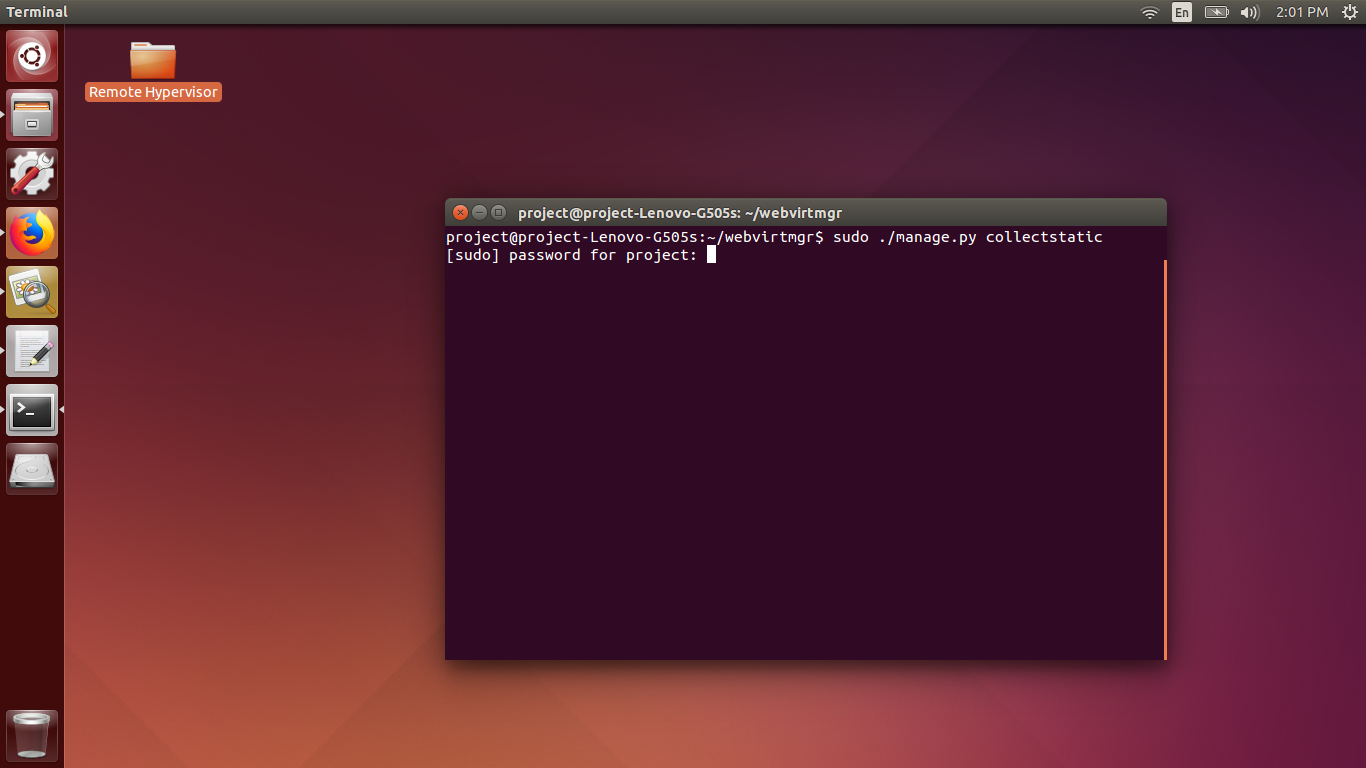 Terminal
En
2:01 PM
Remote Hypervisor
project@project-Lenovo-G505s: ~/webvirtmgr
project@project-Lenovo-G505s:~/webvirtmgr$ sudo ./manage.py collectstatic
[sudo] password for project: